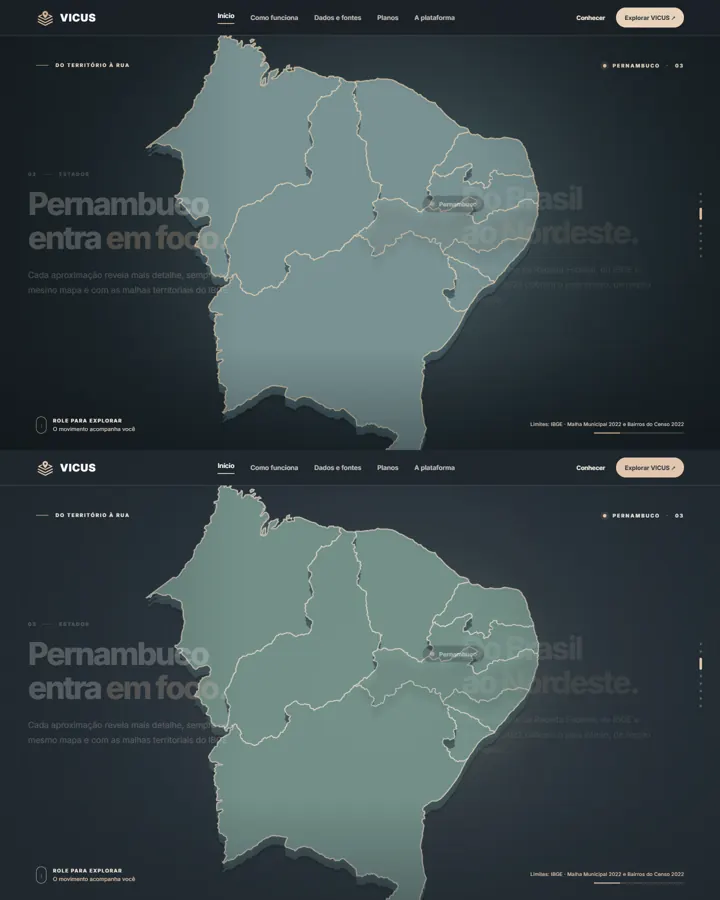 VICUS
Início
Como funciona
Dados e fontes
Planos
A plataforma
Conhecer
Explorar VICUS ↗
DO TERRITÓRIO À RUA
PERNAMBUCO · 03
03 — ESTADOS
Pernambuco
entra em foco.
Cada aproximação revela mais detalhe, sempre
mesmo mapa e com as malhas territoriais do IBGE
Pernambuco
Do Brasil
ao Nordeste.
ROLE PARA EXPLORAR
O movimento acompanha você
Limites: IBGE · Malha Municipal 2022 e Bairros do Censo 2022
VICUS
Início
Como funciona
Dados e fontes
Planos
A plataforma
Conhecer
Explorar VICUS ↗
DO TERRITÓRIO À RUA
PERNAMBUCO · 03
03 — ESTADOS
Pernambuco
entra em foco.
Cada aproximação revela mais detalhe, sempre
mesmo mapa e com as malhas territoriais do IBGE
Pernambuco
Do Brasil
ao Nordeste.
ROLE PARA EXPLORAR
O movimento acompanha você
Limites: IBGE · Malha Municipal 2022 e Bairros do Censo 2022